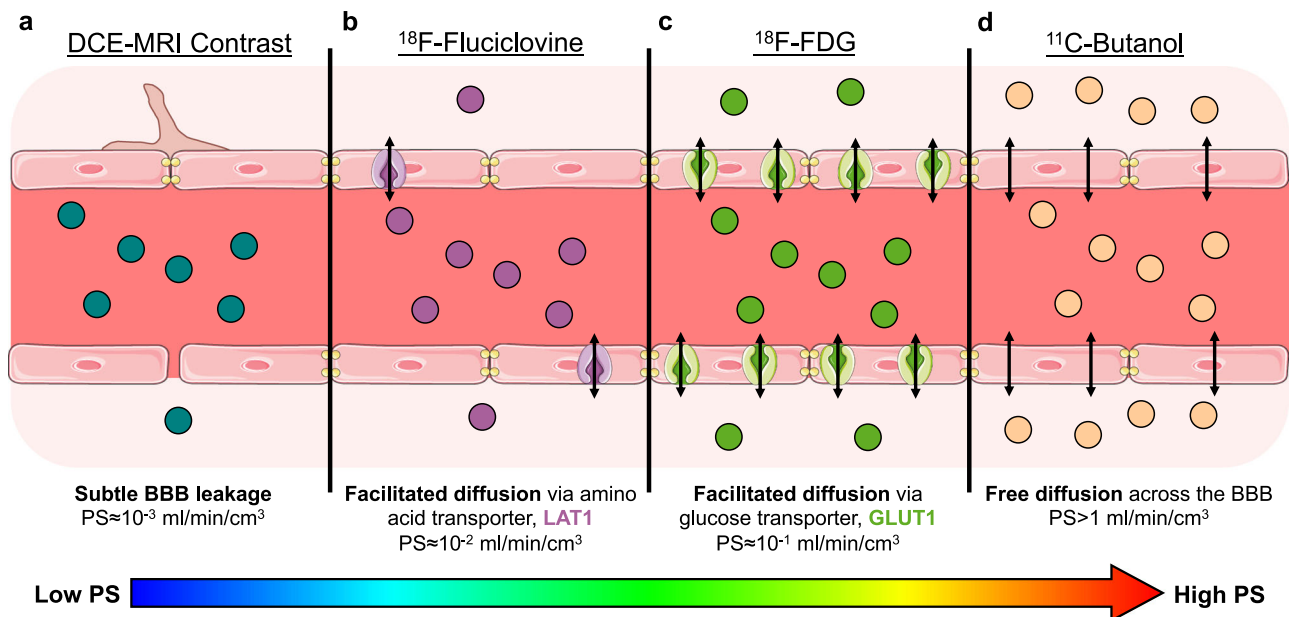 a
DCE-MRI Contrast
b
¹⁸F-Fluciclovine
c
¹⁸F-FDG
d
¹¹C-Butanol
Subtle BBB leakage
PS≈10⁻³ ml/min/cm³
Facilitated diffusion via amino
acid transporter, LAT1
PS≈10⁻² ml/min/cm³
Facilitated diffusion via
glucose transporter, GLUT1
PS≈10⁻¹ ml/min/cm³
Free diffusion across the BBB
PS>1 ml/min/cm³
Low PS
High PS